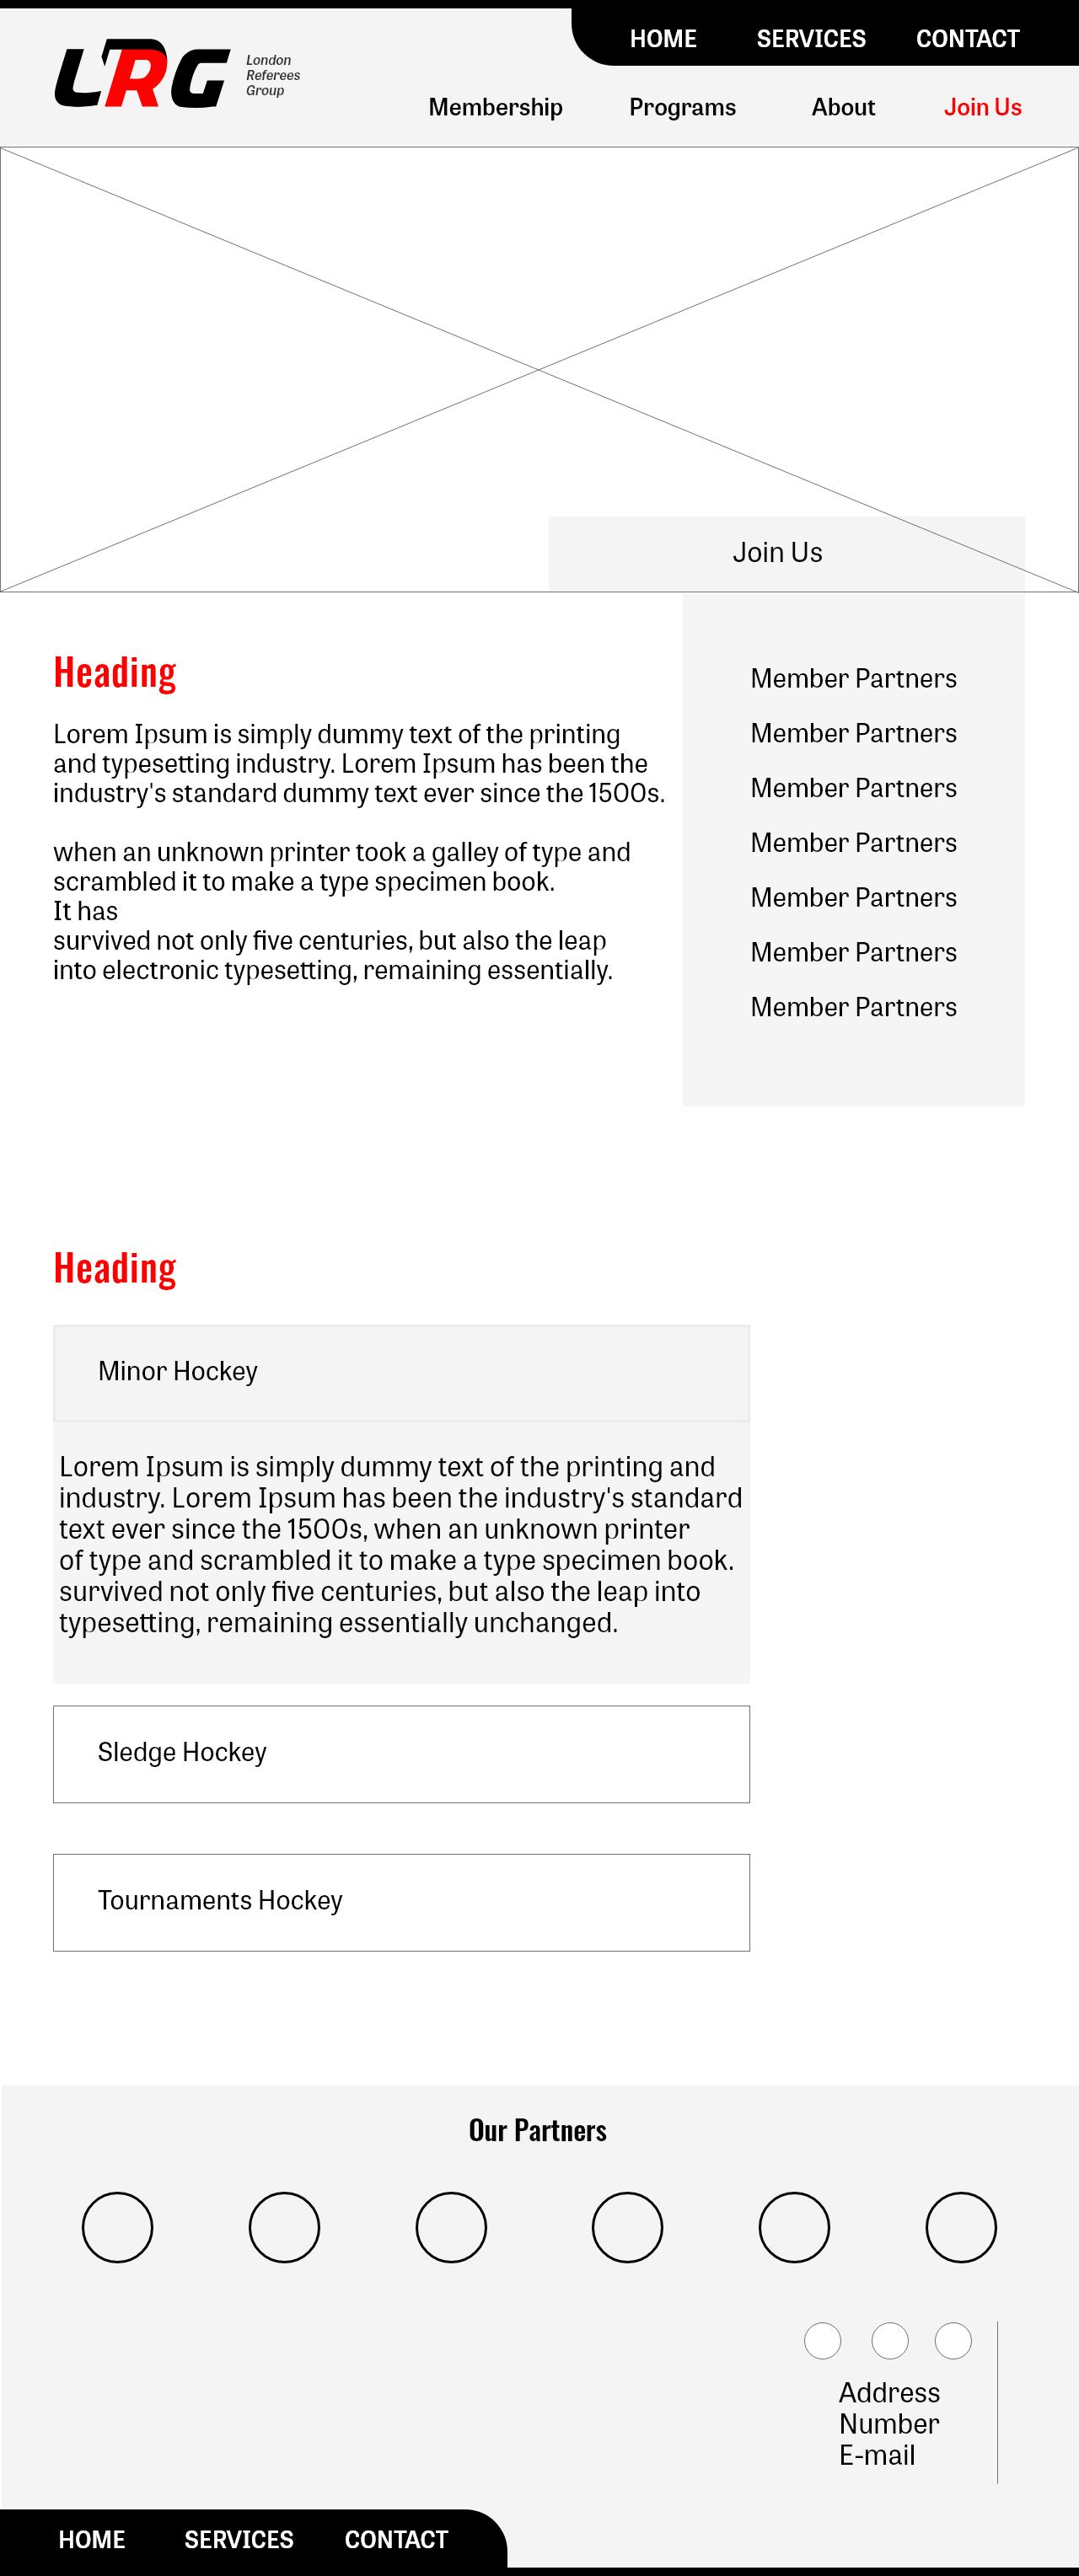 HOME SERVICES CONTACT
LRG
London
Referees
Group
Membership Programs About Join Us
Join Us
Heading
Lorem Ipsum is simply dummy text of the printing
and typesetting industry. Lorem Ipsum has been the
industry's standard dummy text ever since the 1500s.
when an unknown printer took a galley of type and
scrambled it to make a type specimen book.
It has
survived not only five centuries, but also the leap
into electronic typesetting, remaining essentially.
Member Partners
Member Partners
Member Partners
Member Partners
Member Partners
Member Partners
Member Partners
Heading
Minor Hockey
Lorem Ipsum is simply dummy text of the printing and
industry. Lorem Ipsum has been the industry's standard
text ever since the 1500s, when an unknown printer
of type and scrambled it to make a type specimen book.
survived not only five centuries, but also the leap into
typesetting, remaining essentially unchanged.
Sledge Hockey
Tournaments Hockey
Our Partners
Address
Number
E-mail
HOME SERVICES CONTACT